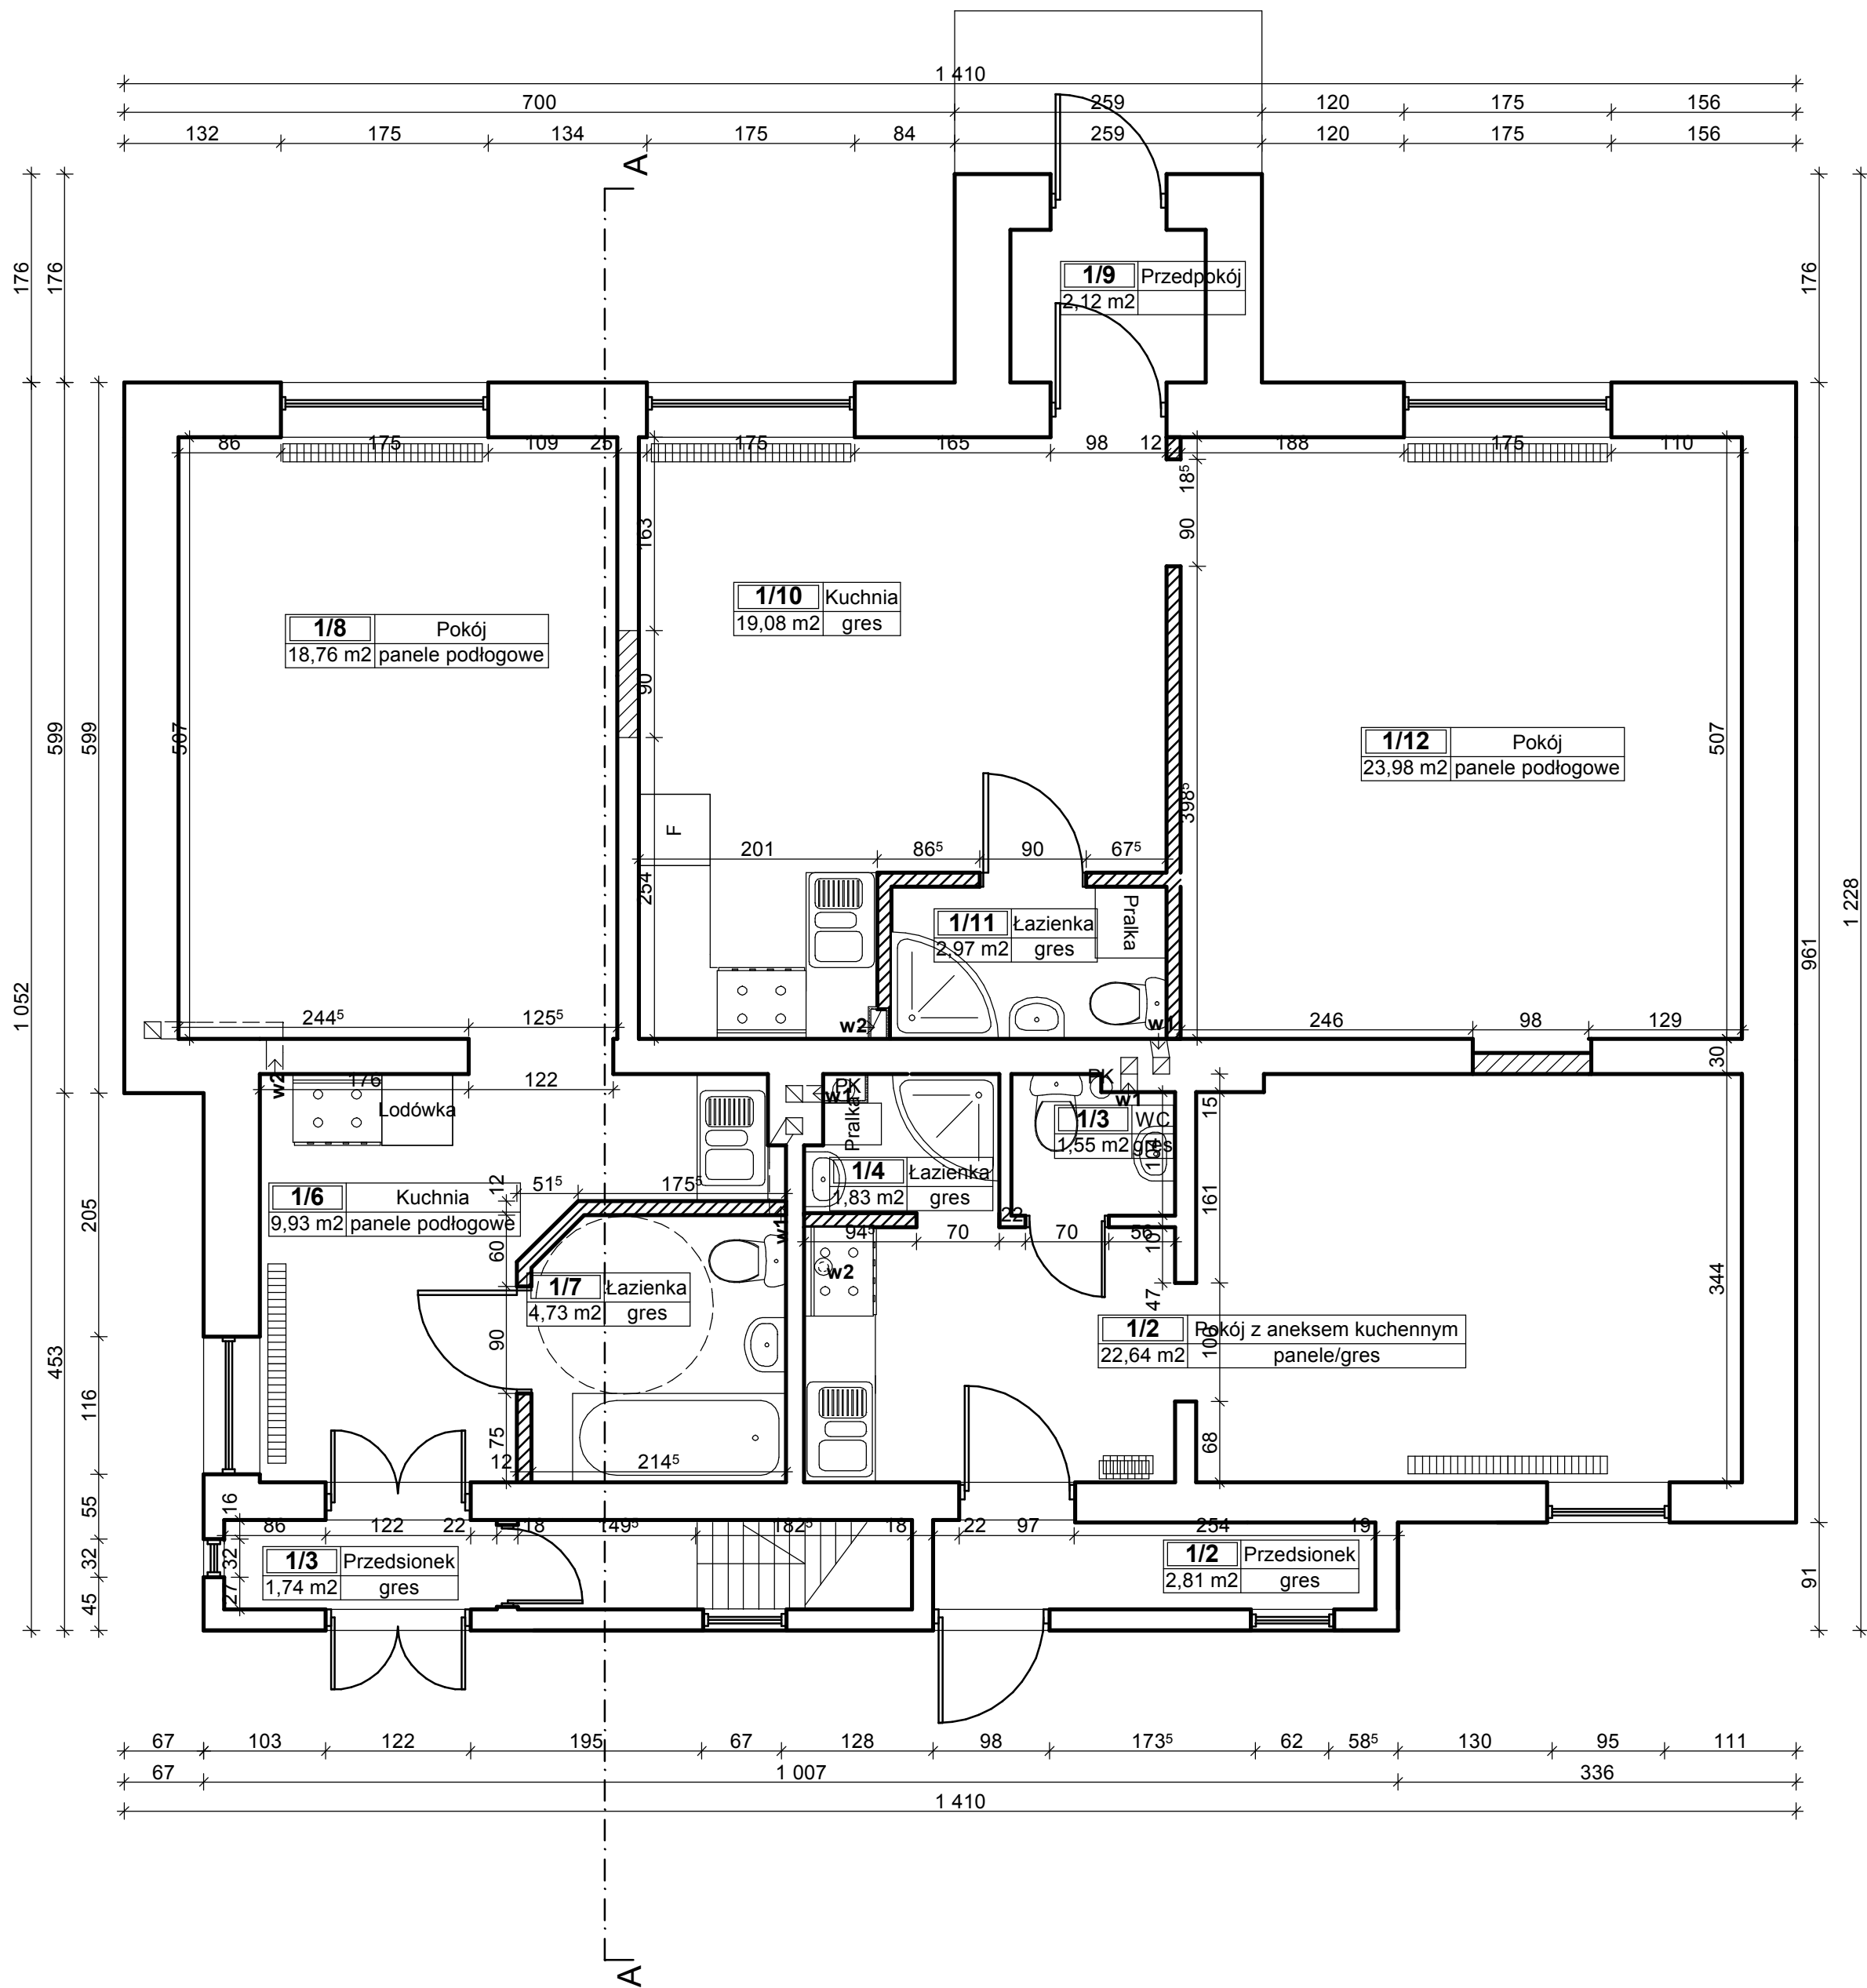 1 410
700 259 120 175 156
132 175 134 175 84 259 120 175 156
A
176 176 176
1/9 Przedpokój
2,12 m2
86 175 109 25 175 165 98 12 188 175 110
18⁵
163 90
1/10 Kuchnia
19,08 m2 gres
1/8 Pokój
18,76 m2 panele podłogowe
90
599 599 507 507
1/12 Pokój
23,98 m2 panele podłogowe
398⁵
F
201 86⁵ 90 67⁵
254
1 228
961
1/11 Łazienka
2,97 m2 gres
Pralka
1 052
244⁵ 125⁵ w2 w1 246 98 129
30
w2 176 122 PK w1 PK w1
Lodówka
Pralka
15
1/3 WC
1,55 m2 gres
1/4 Łazienka
1,83 m2 gres
12 51⁵ 175⁵
161
1/6 Kuchnia
9,93 m2 panele podłogowe
205
w1
94⁵ 70 22 70 56
10
60
w2
1/7 Łazienka
4,73 m2 gres
47
344
1/2 Pokój z aneksem kuchennym
22,64 m2 panele/gres
100
90
453
116
75
68
12 214⁵
55
16
86 122 22 18 149⁵ 182⁵ 18 22 97 254 19
32 32
1/3 Przedsionek
1,74 m2 gres
1/2 Przedsionek
2,81 m2 gres
27
45
91
67 103 122 195 67 128 98 173⁵ 62 58⁵ 130 95 111
67 1 007 336
1 410
A